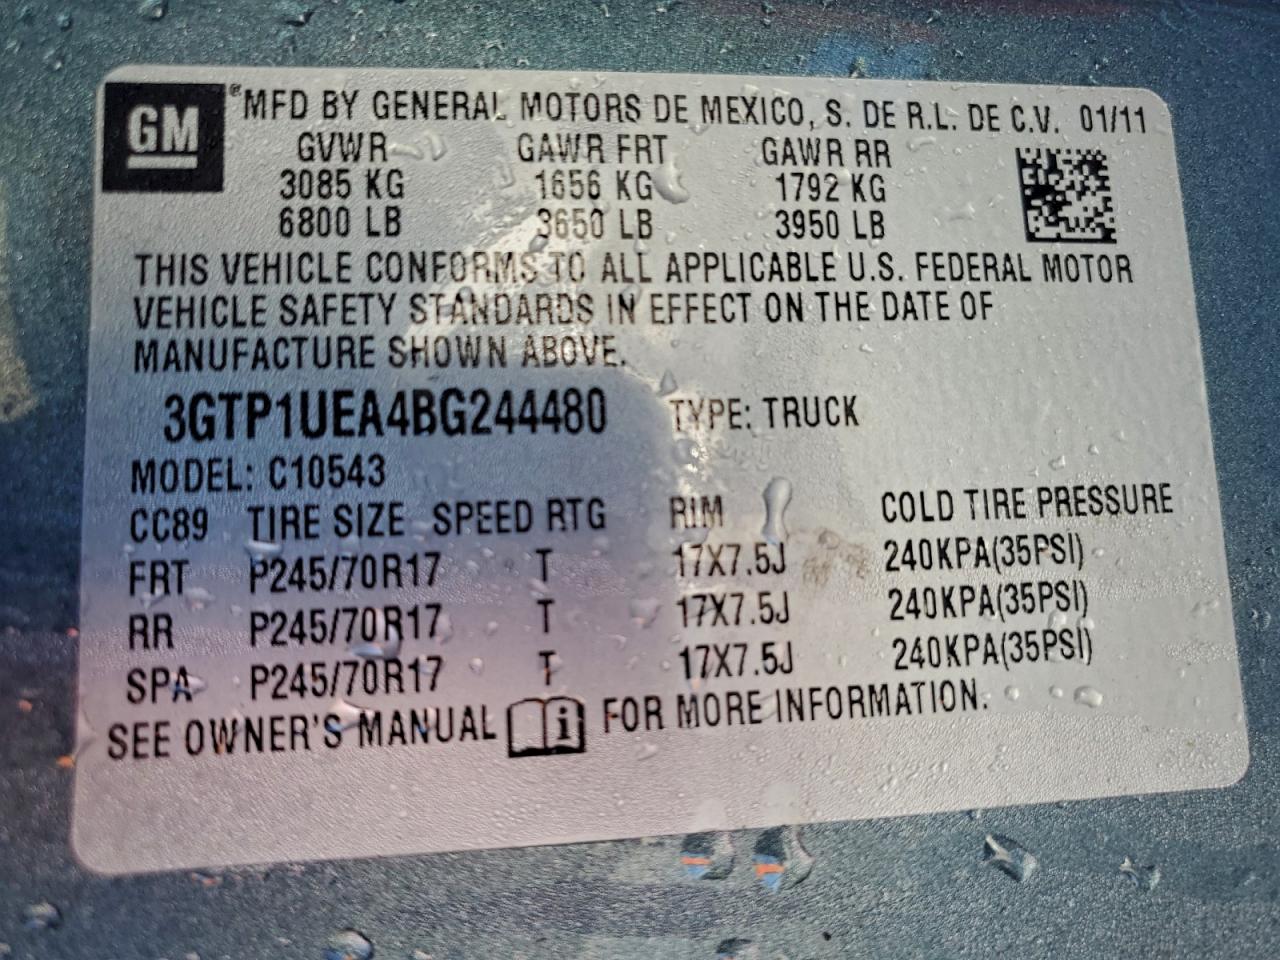 GM ® MFD BY GENERAL MOTORS DE MEXICO, S. DE R.L. DE C.V. 01/11
GVWR GAWR FRT GAWR RR
3085 KG 1656 KG 1792 KG
6800 LB 3650 LB 3950 LB
THIS VEHICLE CONFORMS TO ALL APPLICABLE U.S. FEDERAL MOTOR
VEHICLE SAFETY STANDARDS IN EFFECT ON THE DATE OF
MANUFACTURE SHOWN ABOVE.
3GTP1UEA4BG244480 TYPE: TRUCK
MODEL: C10543
CC89 TIRE SIZE SPEED RTG RIM COLD TIRE PRESSURE
FRT P245/70R17 T 17X7.5J 240KPA(35PSI)
RR P245/70R17 T 17X7.5J 240KPA(35PSI)
SPA P245/70R17 T 17X7.5J 240KPA(35PSI)
SEE OWNER'S MANUAL i FOR MORE INFORMATION.